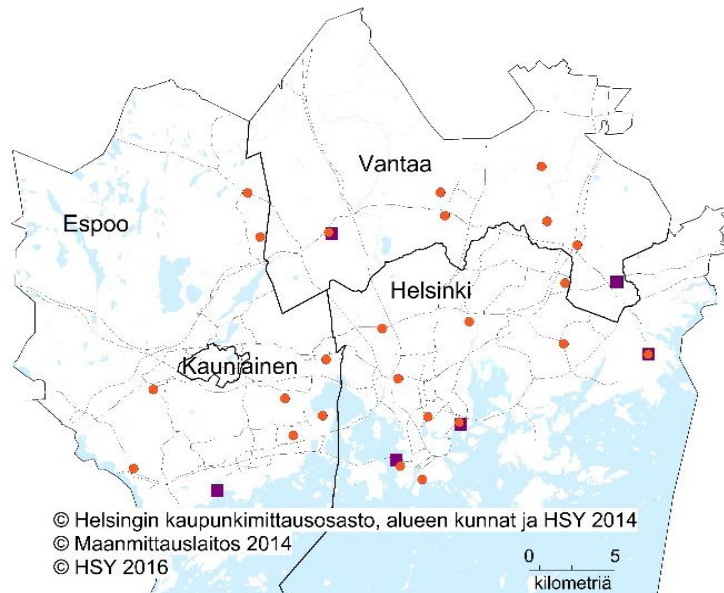 Vantaa
Espoo
Helsinki
Kauniainen
© Helsingin kaupunkimittausosasto, alueen kunnat ja HSY 2014
© Maanmittauslaitos 2014
© HSY 2016
0 5
kilometriä